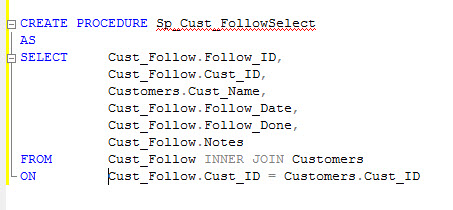 CREATE PROCEDURE Sp_Cust_FollowSelect
AS
SELECT Cust_Follow.Follow_ID,
Cust_Follow.Cust_ID,
Customers.Cust_Name,
Cust_Follow.Follow_Date,
Cust_Follow.Follow_Done,
Cust_Follow.Notes
FROM Cust_Follow INNER JOIN Customers
ON Cust_Follow.Cust_ID = Customers.Cust_ID